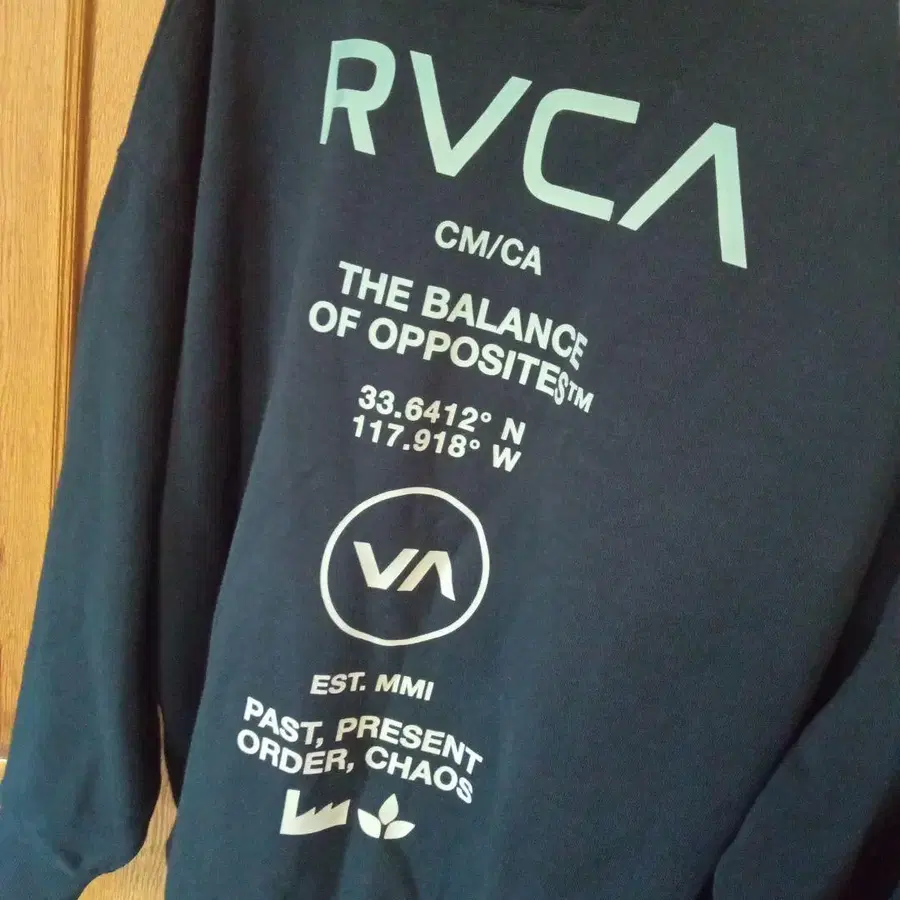 RVCA
CM/CA
THE BALANCE
OF OPPOSITES™
33.6412° N
117.918° W
VA
EST. MMI
PAST, PRESENT
ORDER, CHAOS